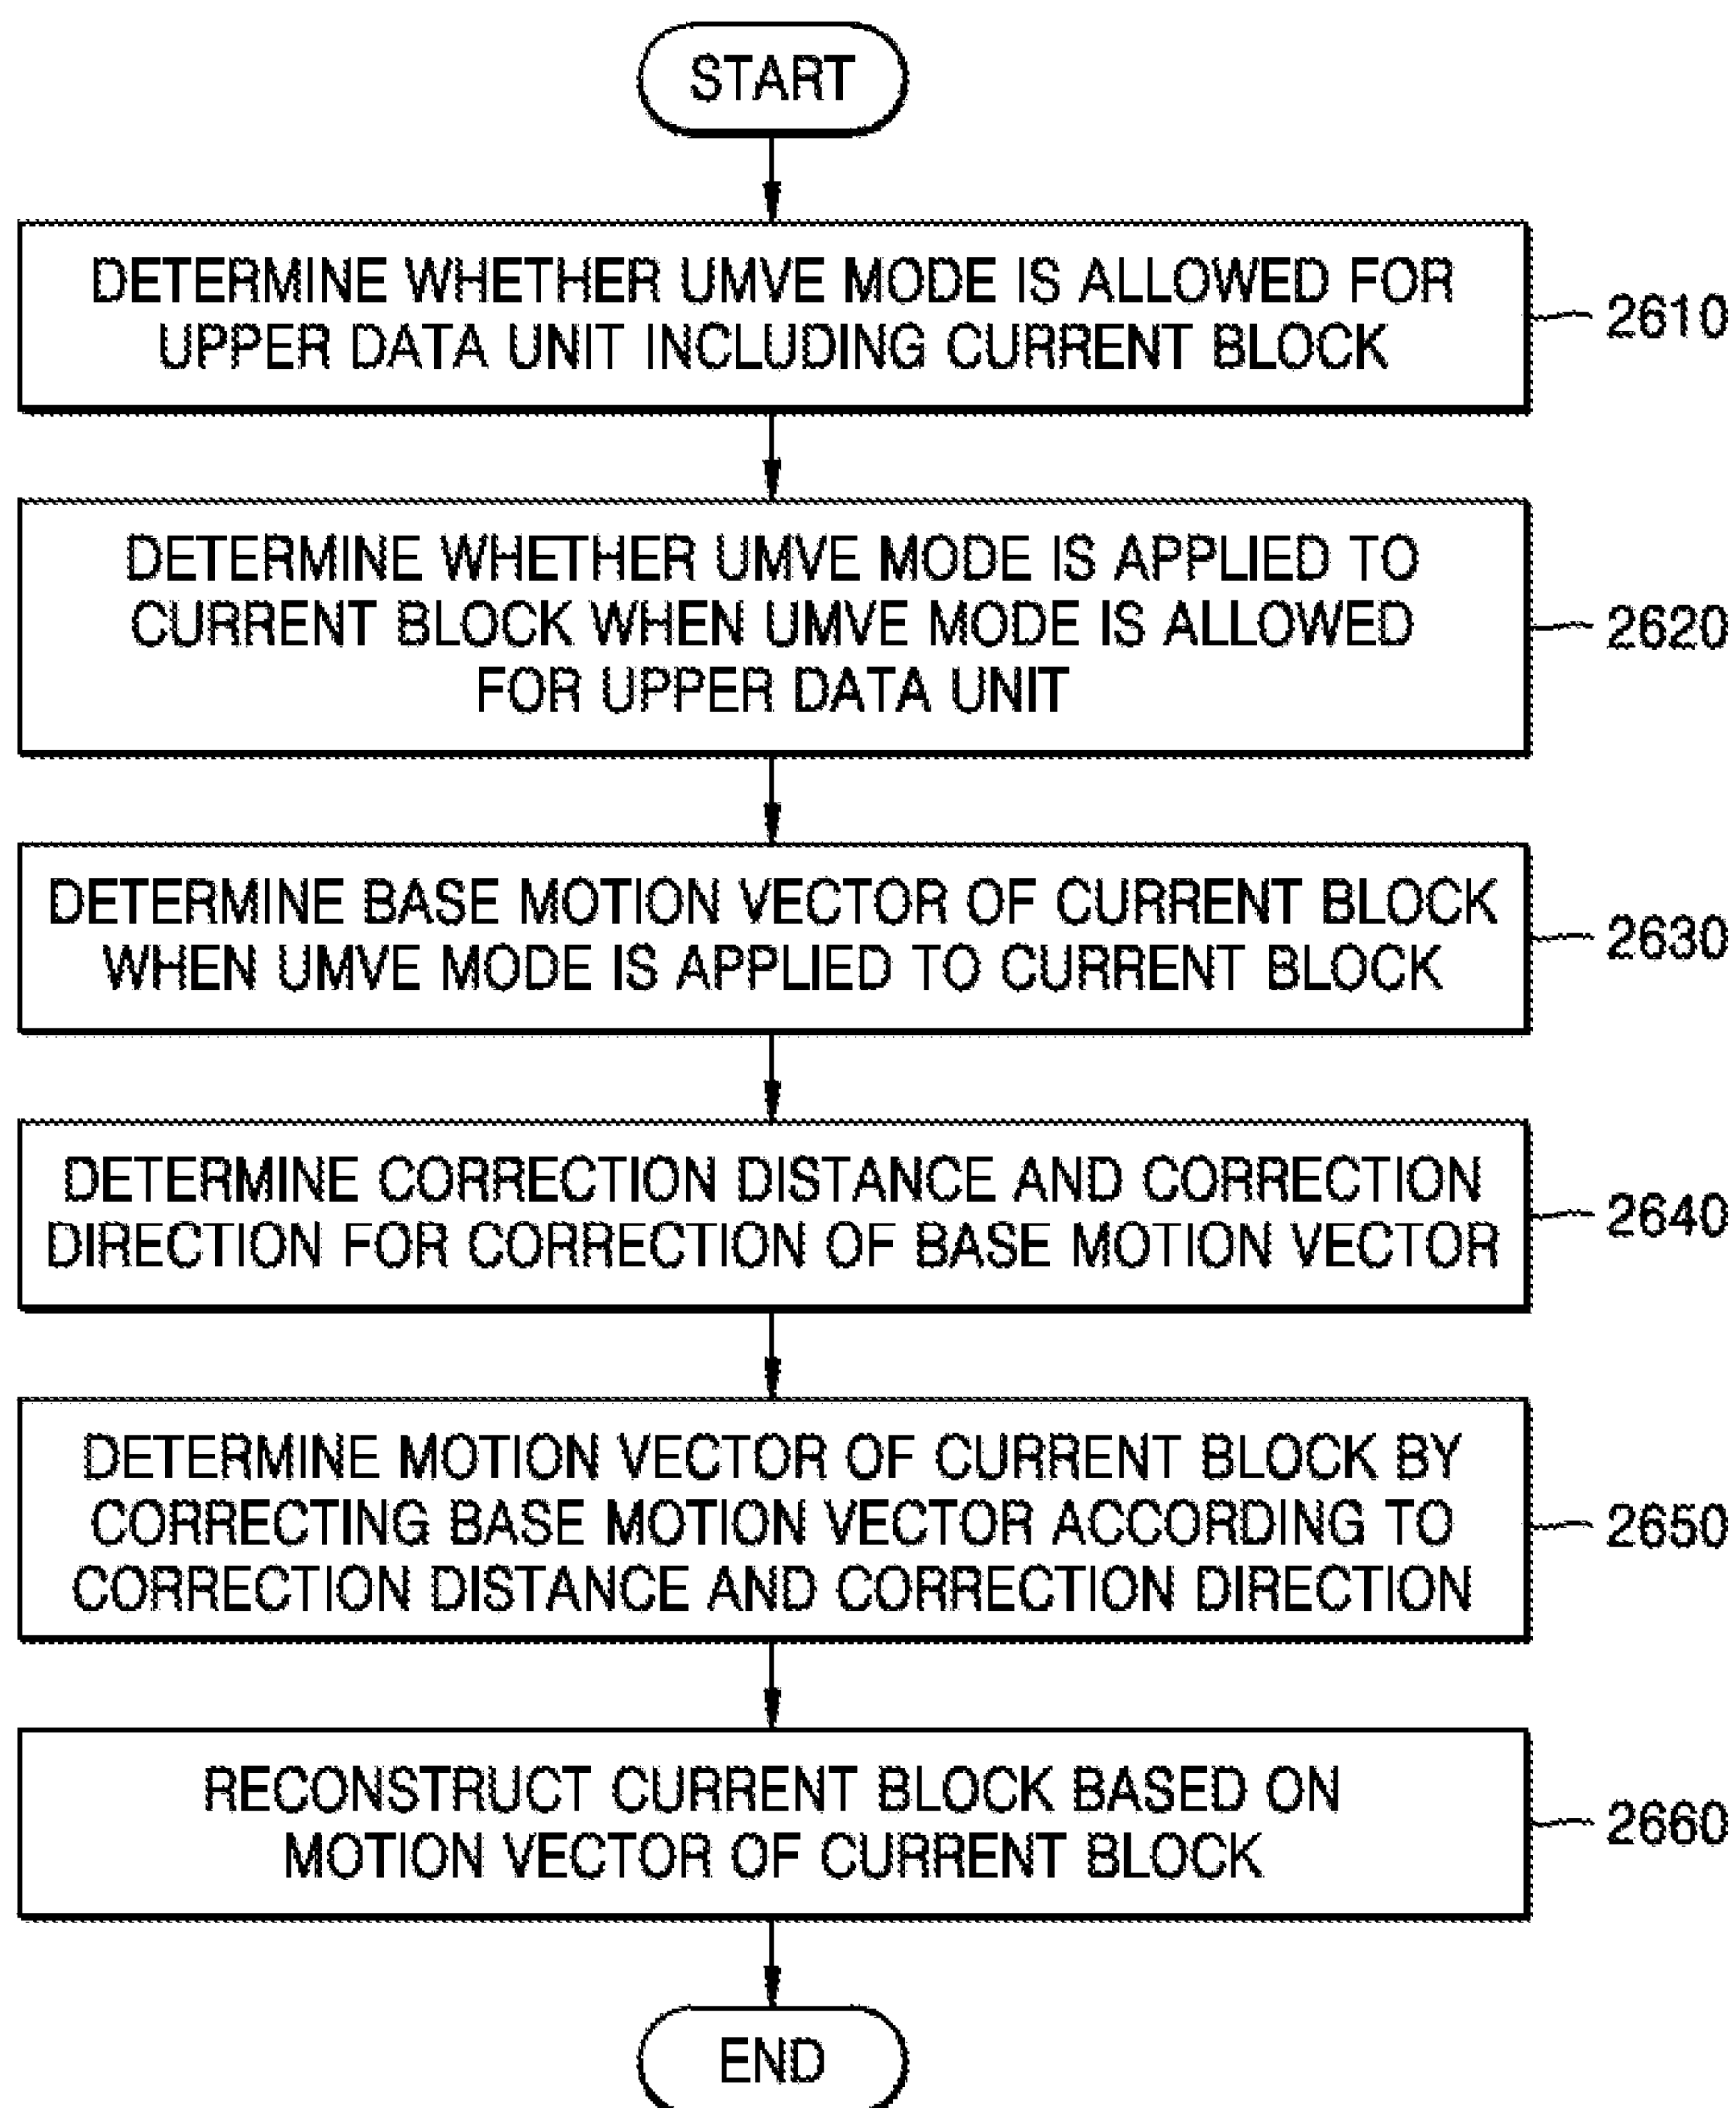 START
DETERMINE WHETHER UMVE MODE IS ALLOWED FOR
UPPER DATA UNIT INCLUDING CURRENT BLOCK
2610
DETERMINE WHETHER UMVE MODE IS APPLIED TO
CURRENT BLOCK WHEN UMVE MODE IS ALLOWED
FOR UPPER DATA UNIT
2620
DETERMINE BASE MOTION VECTOR OF CURRENT BLOCK
WHEN UMVE MODE IS APPLIED TO CURRENT BLOCK
2630
DETERMINE CORRECTION DISTANCE AND CORRECTION
DIRECTION FOR CORRECTION OF BASE MOTION VECTOR
2640
DETERMINE MOTION VECTOR OF CURRENT BLOCK BY
CORRECTING BASE MOTION VECTOR ACCORDING TO
CORRECTION DISTANCE AND CORRECTION DIRECTION
2650
RECONSTRUCT CURRENT BLOCK BASED ON
MOTION VECTOR OF CURRENT BLOCK
2660
END